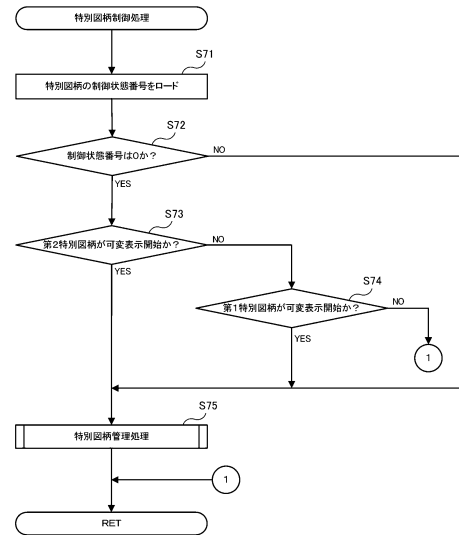 特別図柄制御処理
S71
特別図柄の制御状態番号をロード
S72
制御状態番号は0か？
NO
YES
S73
第2特別図柄が可変表示開始か？
NO
YES
S74
第1特別図柄が可変表示開始か？
NO
YES
1
S75
特別図柄管理処理
1
RET